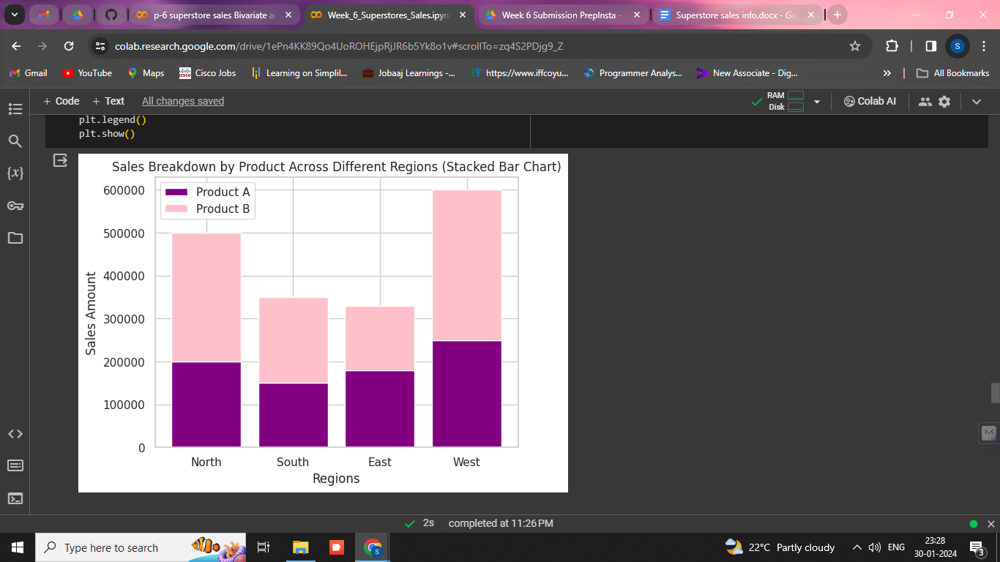 p-6 superstore sales Bivariate a
Week_6_Superstores_Sales.ipyn
Week 6 Submission PrepInsta -
Superstore sales info.docx - Go
colab.research.google.com/drive/1ePn4KK89Qo4UoROHEjpRjJR6b5Yk8o1v#scrollTo=zq4S2PDjg9_Z
S
Gmail
YouTube
Maps
Cisco Jobs
Learning on Simplil...
Jobaaj Learnings -...
https://www.iffcoyu...
Programmer Analys...
New Associate - Dig...
»
All Bookmarks
+ Code + Text All changes saved
RAM
Disk
Colab AI
plt.legend()
plt.show()
{x}
Sales Breakdown by Product Across Different Regions (Stacked Bar Chart)
Product A
Product B
600000
500000
400000
300000
200000
100000
0
Sales Amount
North South East West
Regions
2s completed at 11:26 PM
Type here to search
22°C Partly cloudy
ENG
23:28
30-01-2024
3